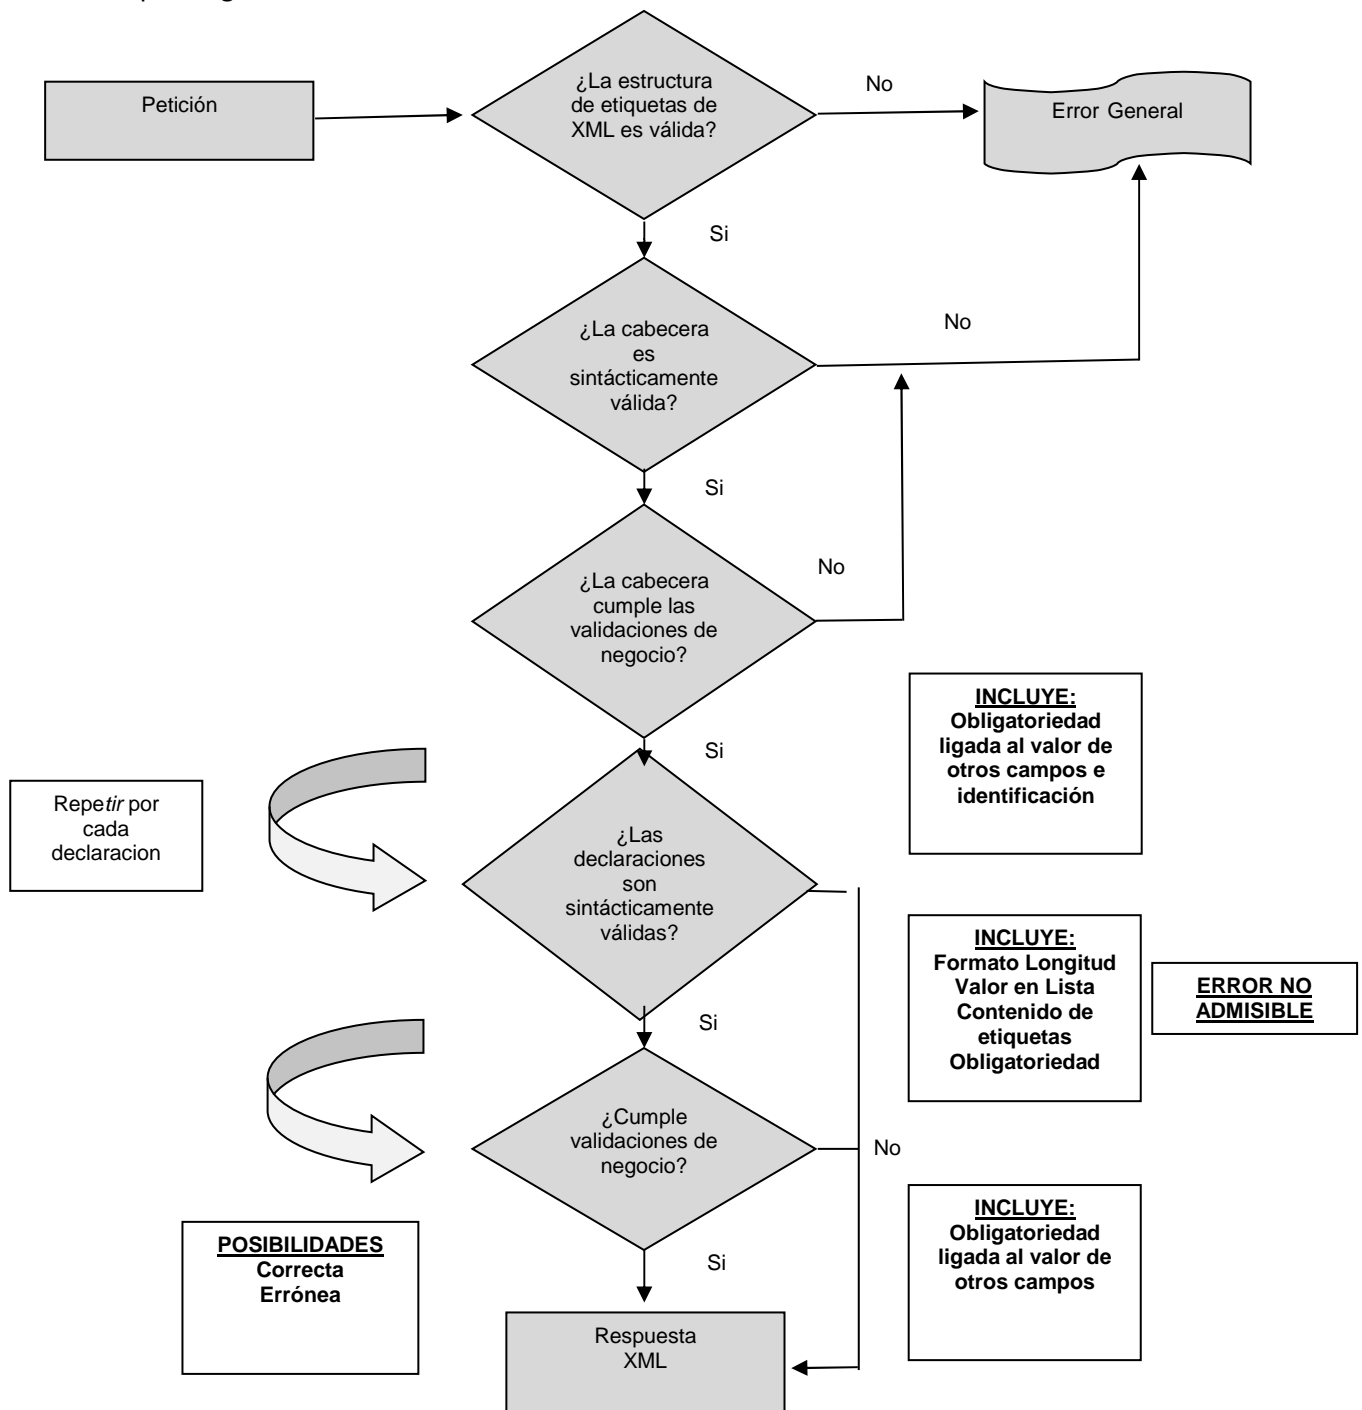 Petición
¿La estructura
de etiquetas de
XML es válida?
No
Error General
Si
¿La cabecera
es
sintácticamente
válida?
No
Si
¿La cabecera
cumple las
validaciones de
negocio?
No
INCLUYE:
Obligatoriedad
ligada al valor de
otros campos e
identificación
Si
Repetir por
cada
declaracion
¿Las
declaraciones
son
sintácticamente
válidas?
INCLUYE:
Formato Longitud
Valor en Lista
Contenido de
etiquetas
Obligatoriedad
ERROR NO
ADMISIBLE
Si
¿Cumple
validaciones de
negocio?
No
INCLUYE:
Obligatoriedad
ligada al valor de
otros campos
POSIBILIDADES
Correcta
Errónea
Si
Respuesta
XML